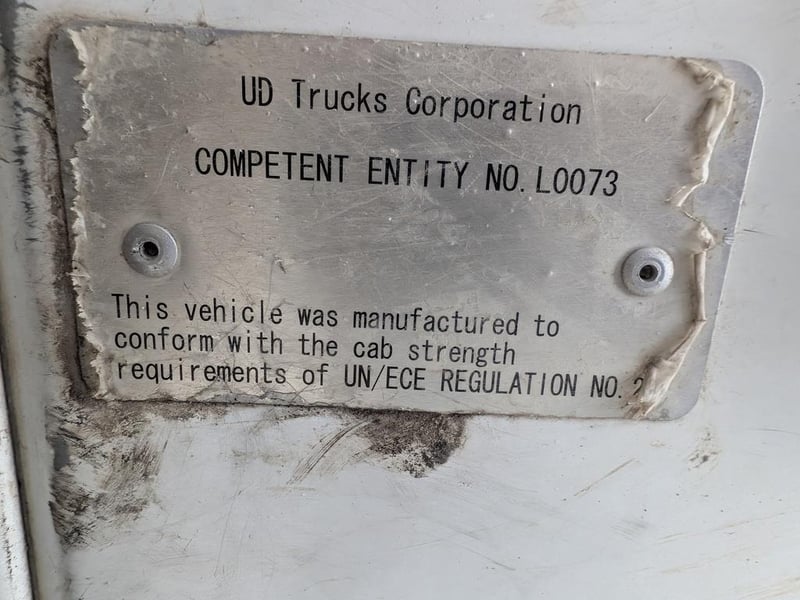 UD Trucks Corporation
COMPETENT ENTITY NO. L0073
This vehicle was manufactured to
conform with the cab strength
requirements of UN/ECE REGULATION NO.